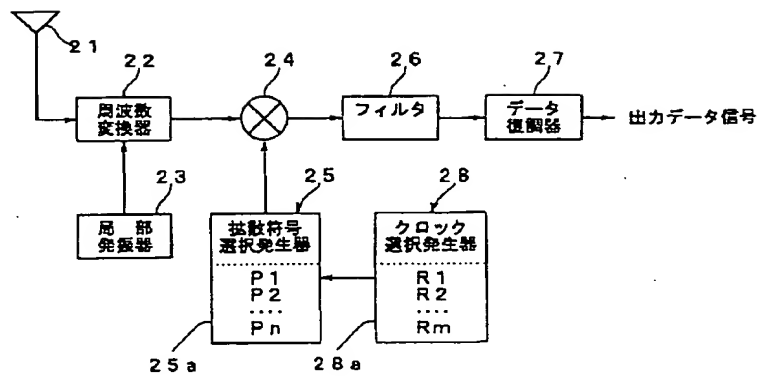 21
22
周波数
変換器
24
26
フィルタ
27
データ
復調器
出力データ信号
23
局部
発振器
25
拡散符号
選択発生器
P1
P2
....
Pn
25a
28
クロック
選択発生器
R1
R2
....
Rm
28a